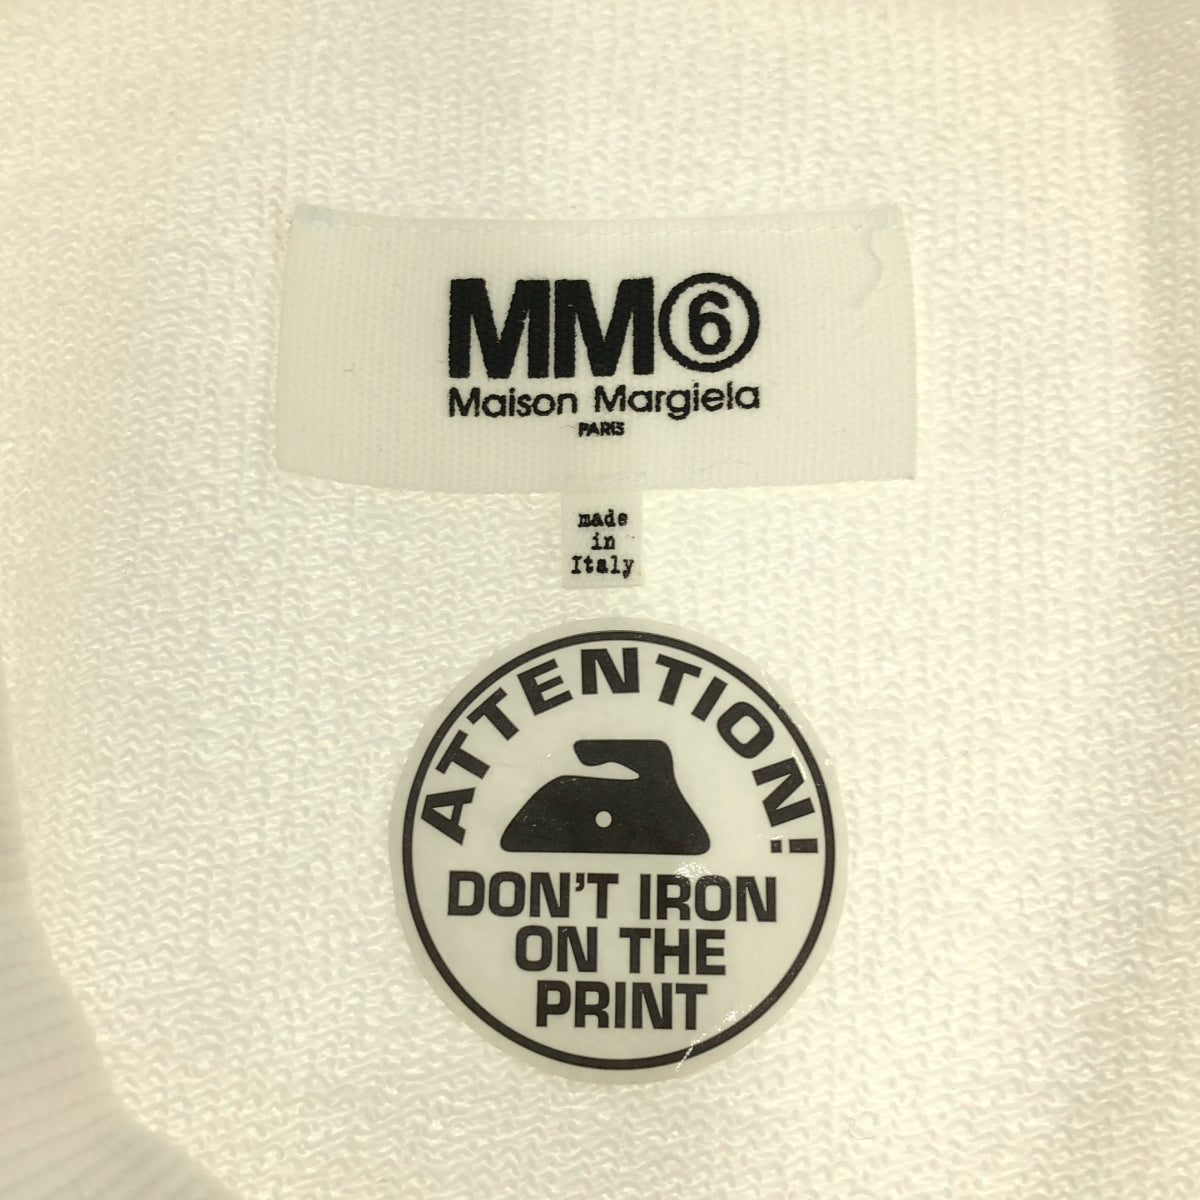 MM⑥
Maison Margiela
PARIS
made
in
Italy
ATTENTION!
DON'T IRON
ON THE
PRINT